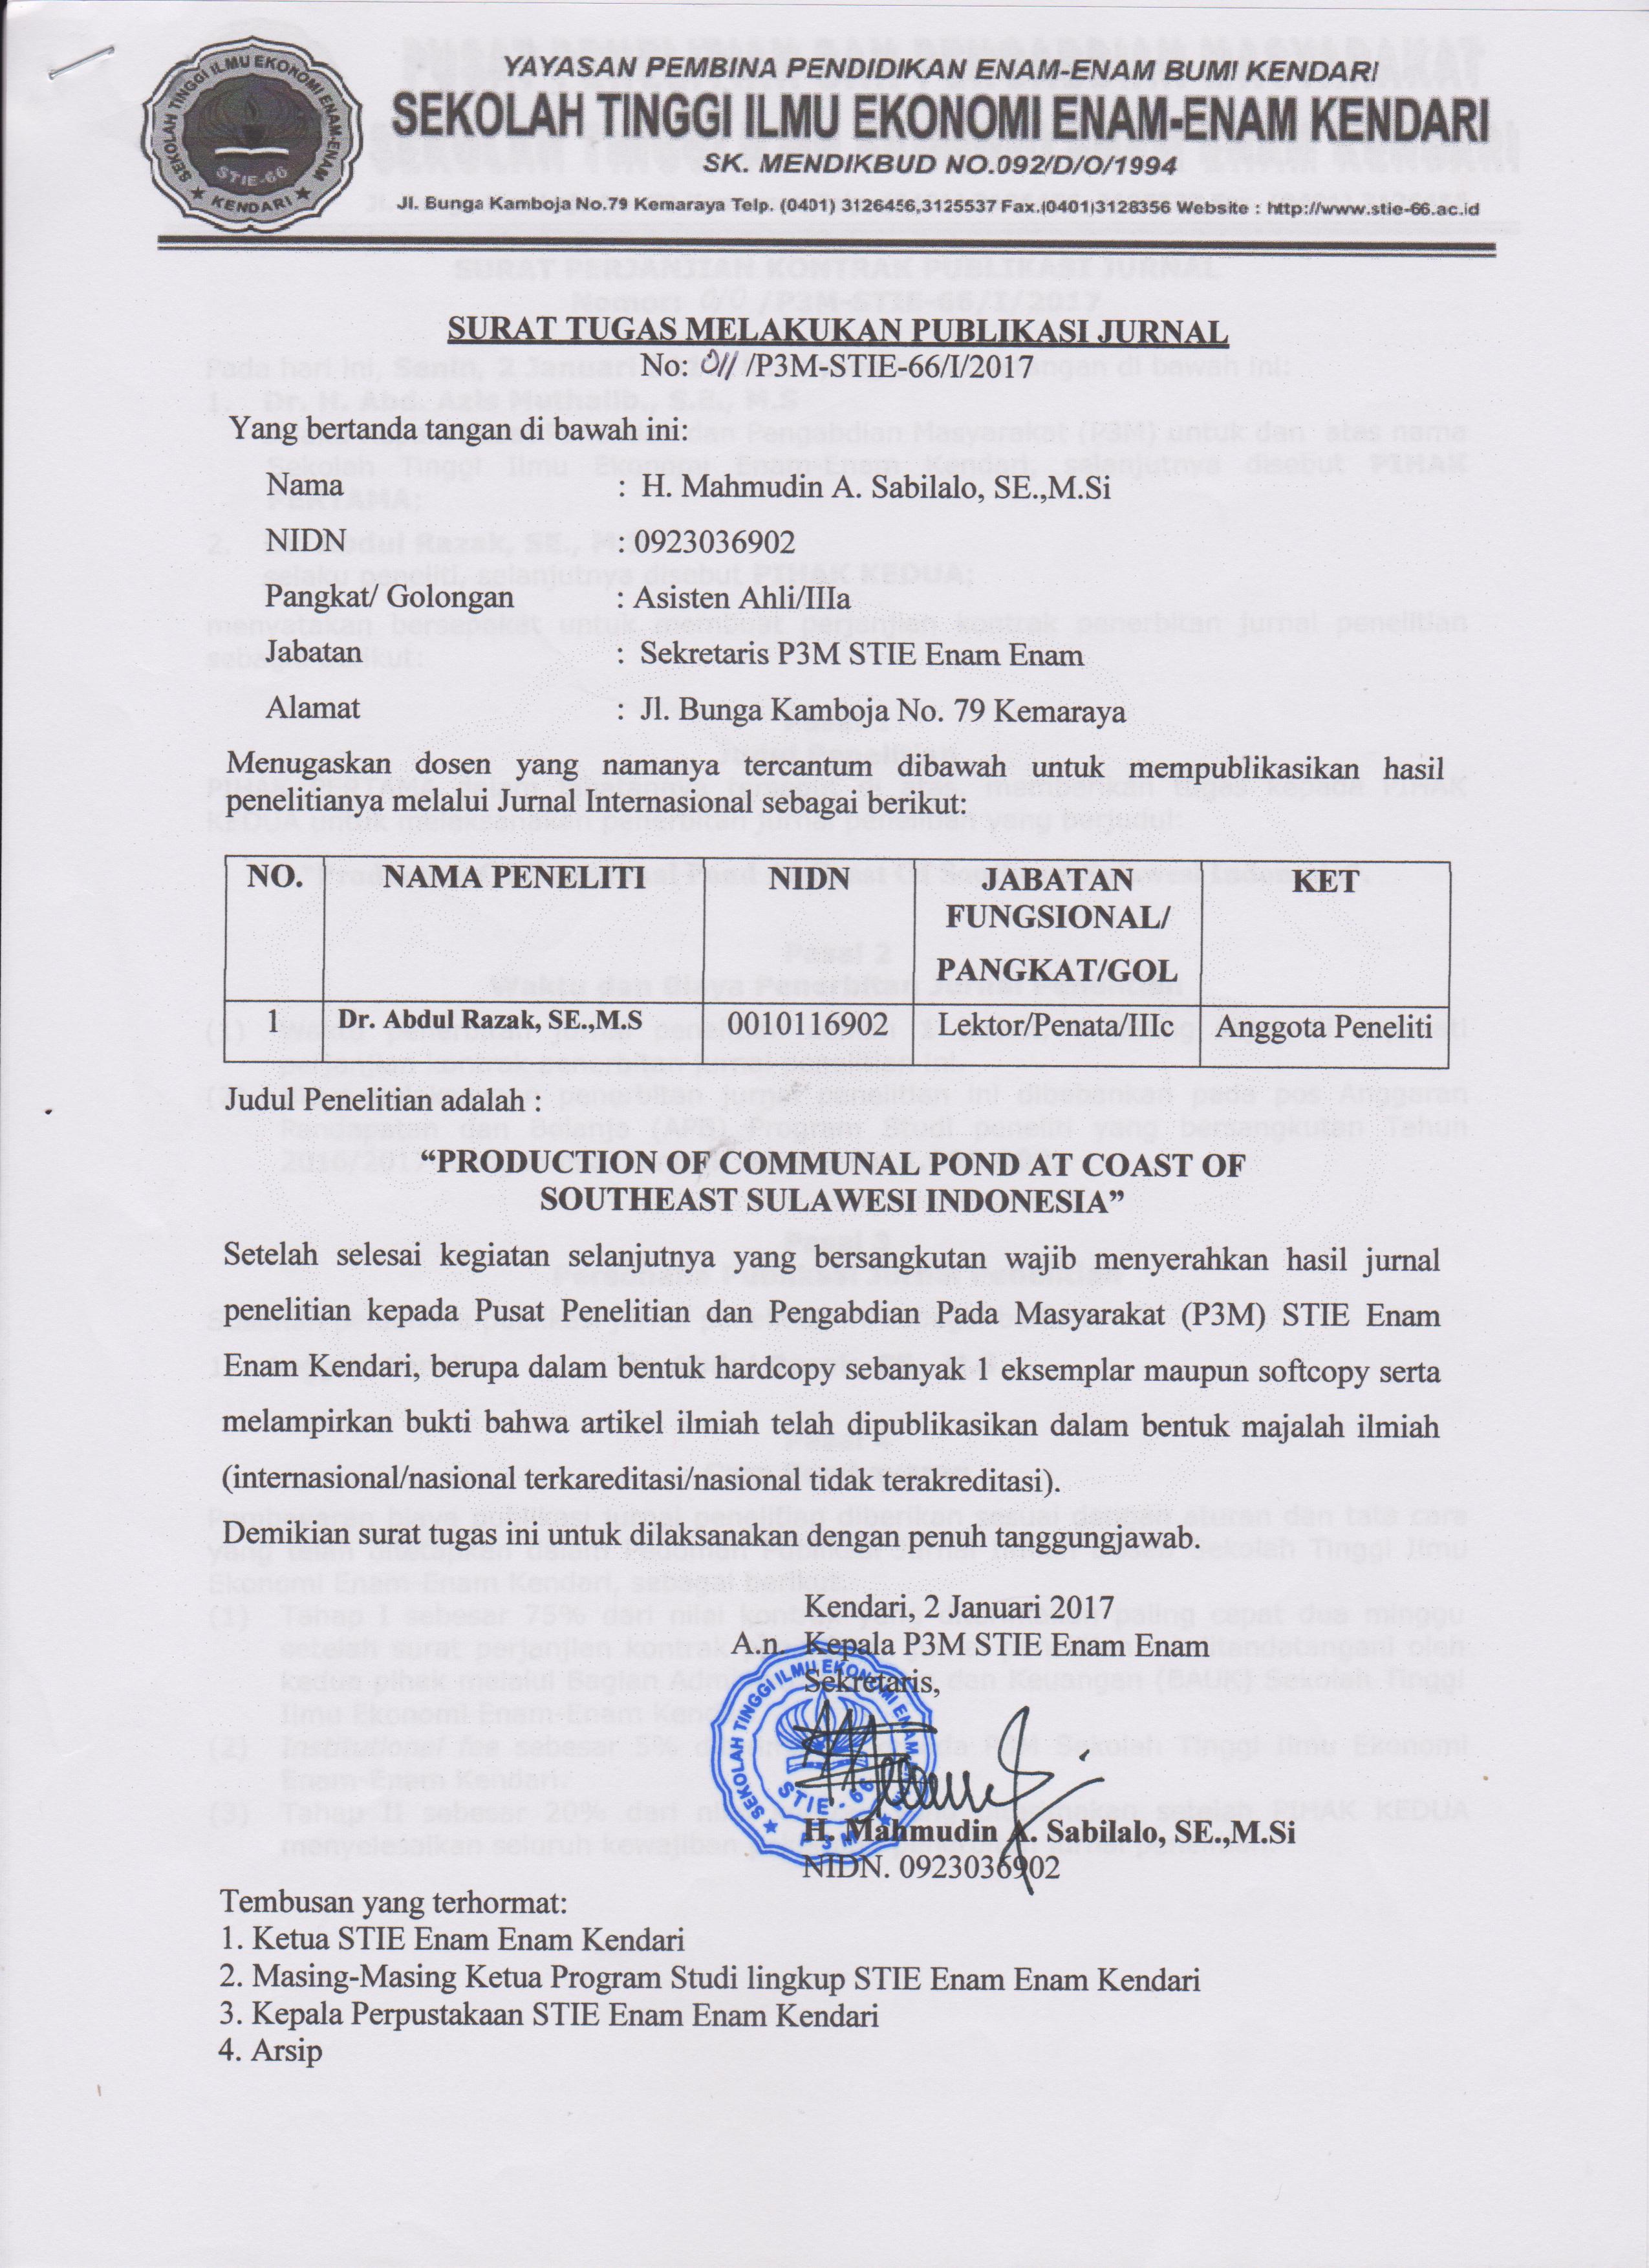 YAYASAN PEMBINA PENDIDIKAN ENAM-ENAM BUMI KENDARI
SEKOLAH TINGGI ILMU EKONOMI ENAM-ENAM KENDARI
SK. MENDIKBUD NO.092/D/O/1994
Jl. Bunga Kamboja No.79 Kemaraya Telp. (0401) 3126456,3125537 Fax.(0401)3128356 Website : http://www.stie-66.ac.id
SEKOLAH TINGGI ILMU EKONOMI ENAM-ENAM
STIE-66
KENDARI
SURAT TUGAS MELAKUKAN PUBLIKASI JURNAL
No: 011 /P3M-STIE-66/I/2017
Yang bertanda tangan di bawah ini:
Nama : H. Mahmudin A. Sabilalo, SE.,M.Si
NIDN : 0923036902
Pangkat/ Golongan : Asisten Ahli/IIIa
Jabatan : Sekretaris P3M STIE Enam Enam
Alamat : Jl. Bunga Kamboja No. 79 Kemaraya
Menugaskan dosen yang namanya tercantum dibawah untuk mempublikasikan hasil
penelitianya melalui Jurnal Internasional sebagai berikut:
NO. NAMA PENELITI NIDN JABATAN FUNGSIONAL/ PANGKAT/GOL KET
1 Dr. Abdul Razak, SE.,M.S 0010116902 Lektor/Penata/IIIc Anggota Peneliti
Judul Penelitian adalah :
“PRODUCTION OF COMMUNAL POND AT COAST OF
SOUTHEAST SULAWESI INDONESIA”
Setelah selesai kegiatan selanjutnya yang bersangkutan wajib menyerahkan hasil jurnal
penelitian kepada Pusat Penelitian dan Pengabdian Pada Masyarakat (P3M) STIE Enam
Enam Kendari, berupa dalam bentuk hardcopy sebanyak 1 eksemplar maupun softcopy serta
melampirkan bukti bahwa artikel ilmiah telah dipublikasikan dalam bentuk majalah ilmiah
(internasional/nasional terkareditasi/nasional tidak terakreditasi).
Demikian surat tugas ini untuk dilaksanakan dengan penuh tanggungjawab.
Kendari, 2 Januari 2017
A.n. Kepala P3M STIE Enam Enam
Sekretaris,
SEKOLAH TINGGI ILMU EKONOMI ENAM
STIE-66
P3M
H. Mahmudin A. Sabilalo, SE.,M.Si
NIDN. 0923036902
Tembusan yang terhormat:
1. Ketua STIE Enam Enam Kendari
2. Masing-Masing Ketua Program Studi lingkup STIE Enam Enam Kendari
3. Kepala Perpustakaan STIE Enam Enam Kendari
4. Arsip